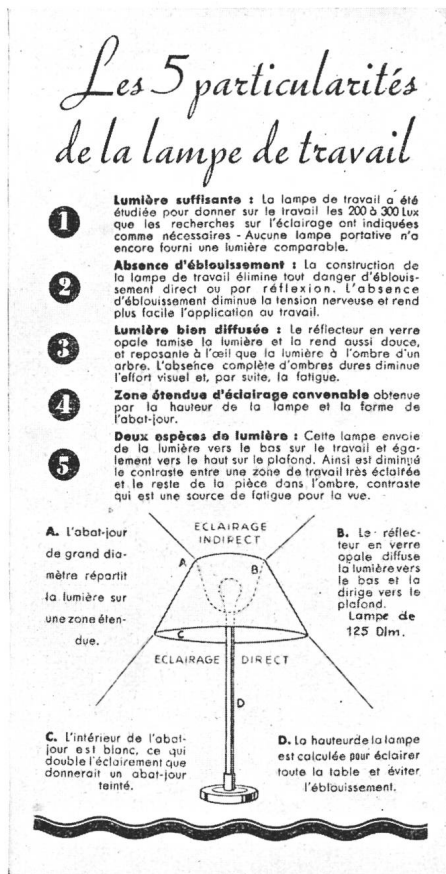 Les 5 particularités
de la lampe de travail
1
Lumière suffisante : La lampe de travail a été
étudiée pour donner sur le travail les 200 à 300 Lux
que les recherches sur l'éclairage ont indiquées
comme nécessaires - Aucune lampe portative n'a
encore fourni une lumière comparable.
2
Absence d'éblouissement : La construction de
la lampe de travail élimine tout danger d'éblouis-
sement direct ou par réflexion. L'absence
d'éblouissement diminue la tension nerveuse et rend
plus facile l'application au travail.
3
Lumière bien diffusée : Le réflecteur en verre
opale tamise la lumière et la rend aussi douce,
et reposante à l'œil que la lumière à l'ombre d'un
arbre. L'absence complète d'ombres dures diminue
l'effort visuel et, par suite, la fatigue.
4
Zone étendue d'éclairage convenable obtenue
par la hauteur de la lampe et la forme de
l'abat-jour.
5
Deux espèces de lumière : Cette lampe envoie
de la lumière vers le bas sur le travail et éga-
lement vers le haut sur le plafond. Ainsi est diminué
le contraste entre une zone de travail très éclairée
et le reste de la pièce dans l'ombre, contraste
qui est une source de fatigue pour la vue.
A. L'abat-jour
de grand dia-
mètre répartit
la lumière sur
une zone éten-
due.
ECLAIRAGE
INDIRECT
A
B
C
ECLAIRAGE DIRECT
D
B. Le réflec-
teur en verre
opale diffuse
la lumière vers
le bas et la
dirige vers le
plafond.
Lampe de
125 Dlm.
C. L'intérieur de l'abat-
jour est blanc, ce qui
double l'éclairement que
donnerait un abat-jour
teinté.
D. La hauteur de la lampe
est calculée pour éclairer
toute la table et éviter
l'éblouissement.